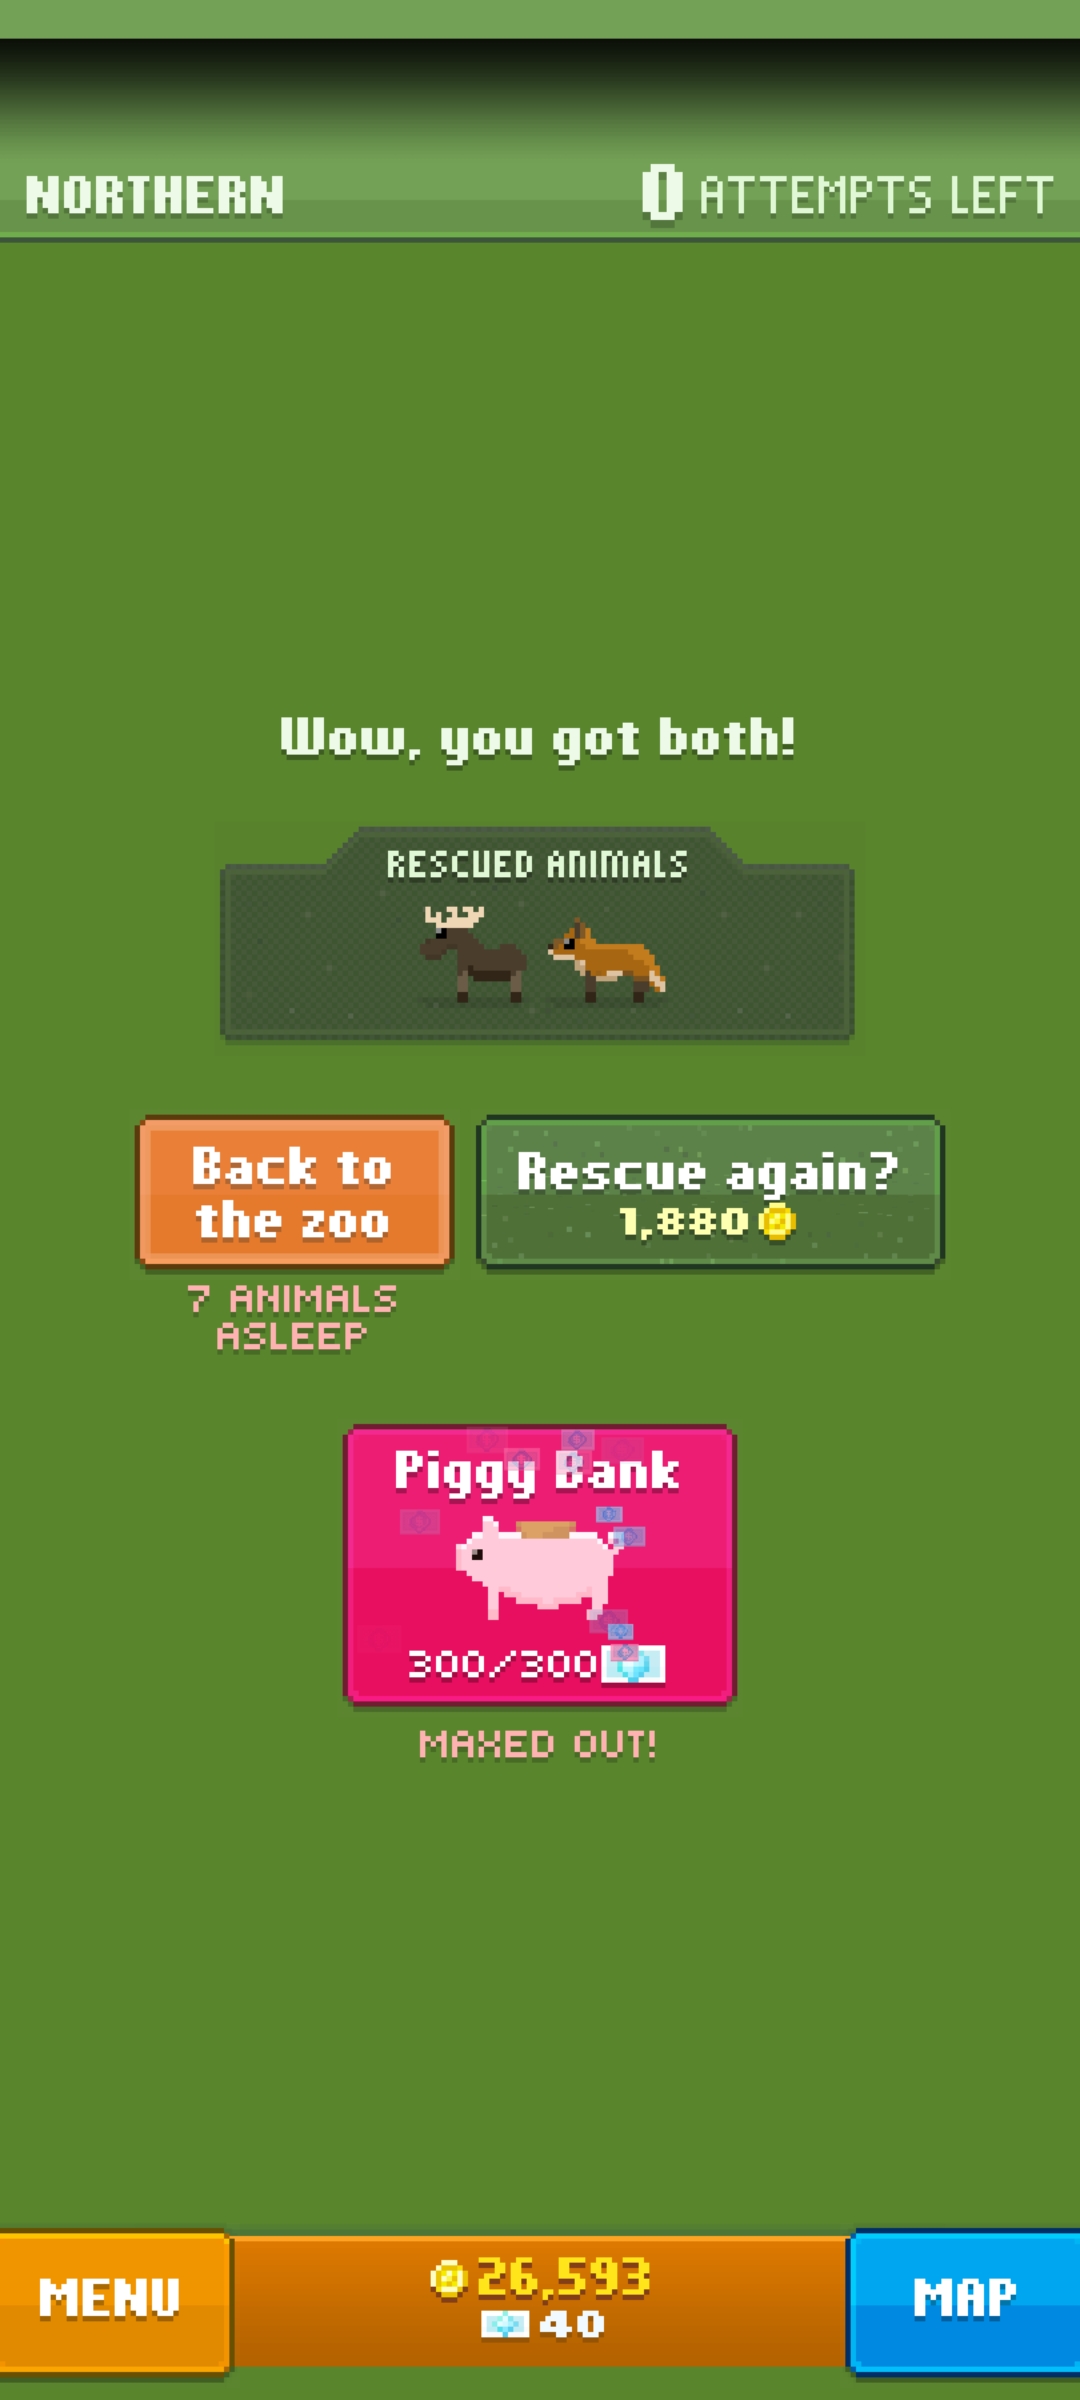 NORTHERN
0 ATTEMPTS LEFT
Wow, you got both!
RESCUED ANIMALS
Back to
the zoo
Rescue again?
1,880
7 ANIMALS
ASLEEP
Piggy Bank
300/300
MAXED OUT!
MENU
26,593
40
MAP